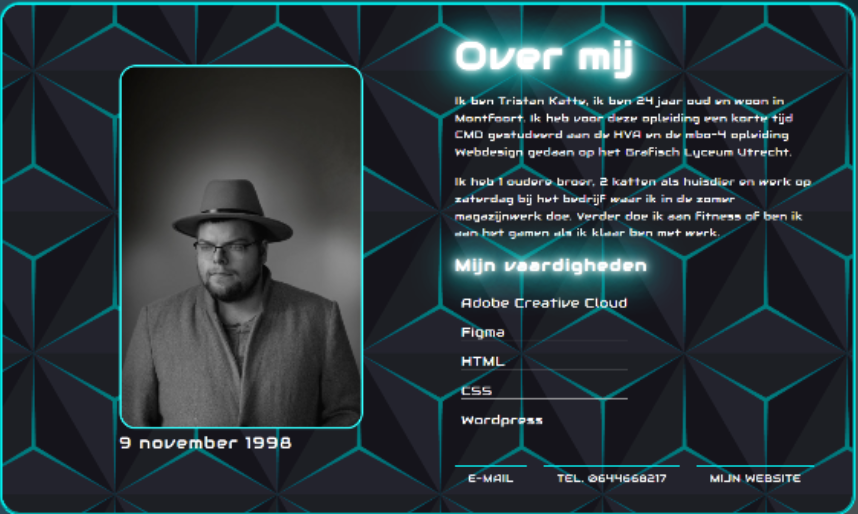 Over mij
Ik ben Tristan Katte, ik ben 24 jaar oud en woon in
Montfoort. Ik heb voor deze opleiding een korte tijd
CMD gestudeerd aan de HVA en de mbo-4 opleiding
Webdesign gedaan op het Grafisch Lyceum Utrecht.
Ik heb 1 oudere broer, 2 katten als huisdier en werk op
zaterdag bij het bedrijf waar ik in de zomer
magazijnwerk doe. Verder doe ik aan fitness of ben ik
aan het gamen als ik klaar ben met werk.
Mijn vaardigheden
Adobe Creative Cloud
Figma
HTML
CSS
Wordpress
9 november 1998
E-MAIL TEL. 0644668217 MIJN WEBSITE